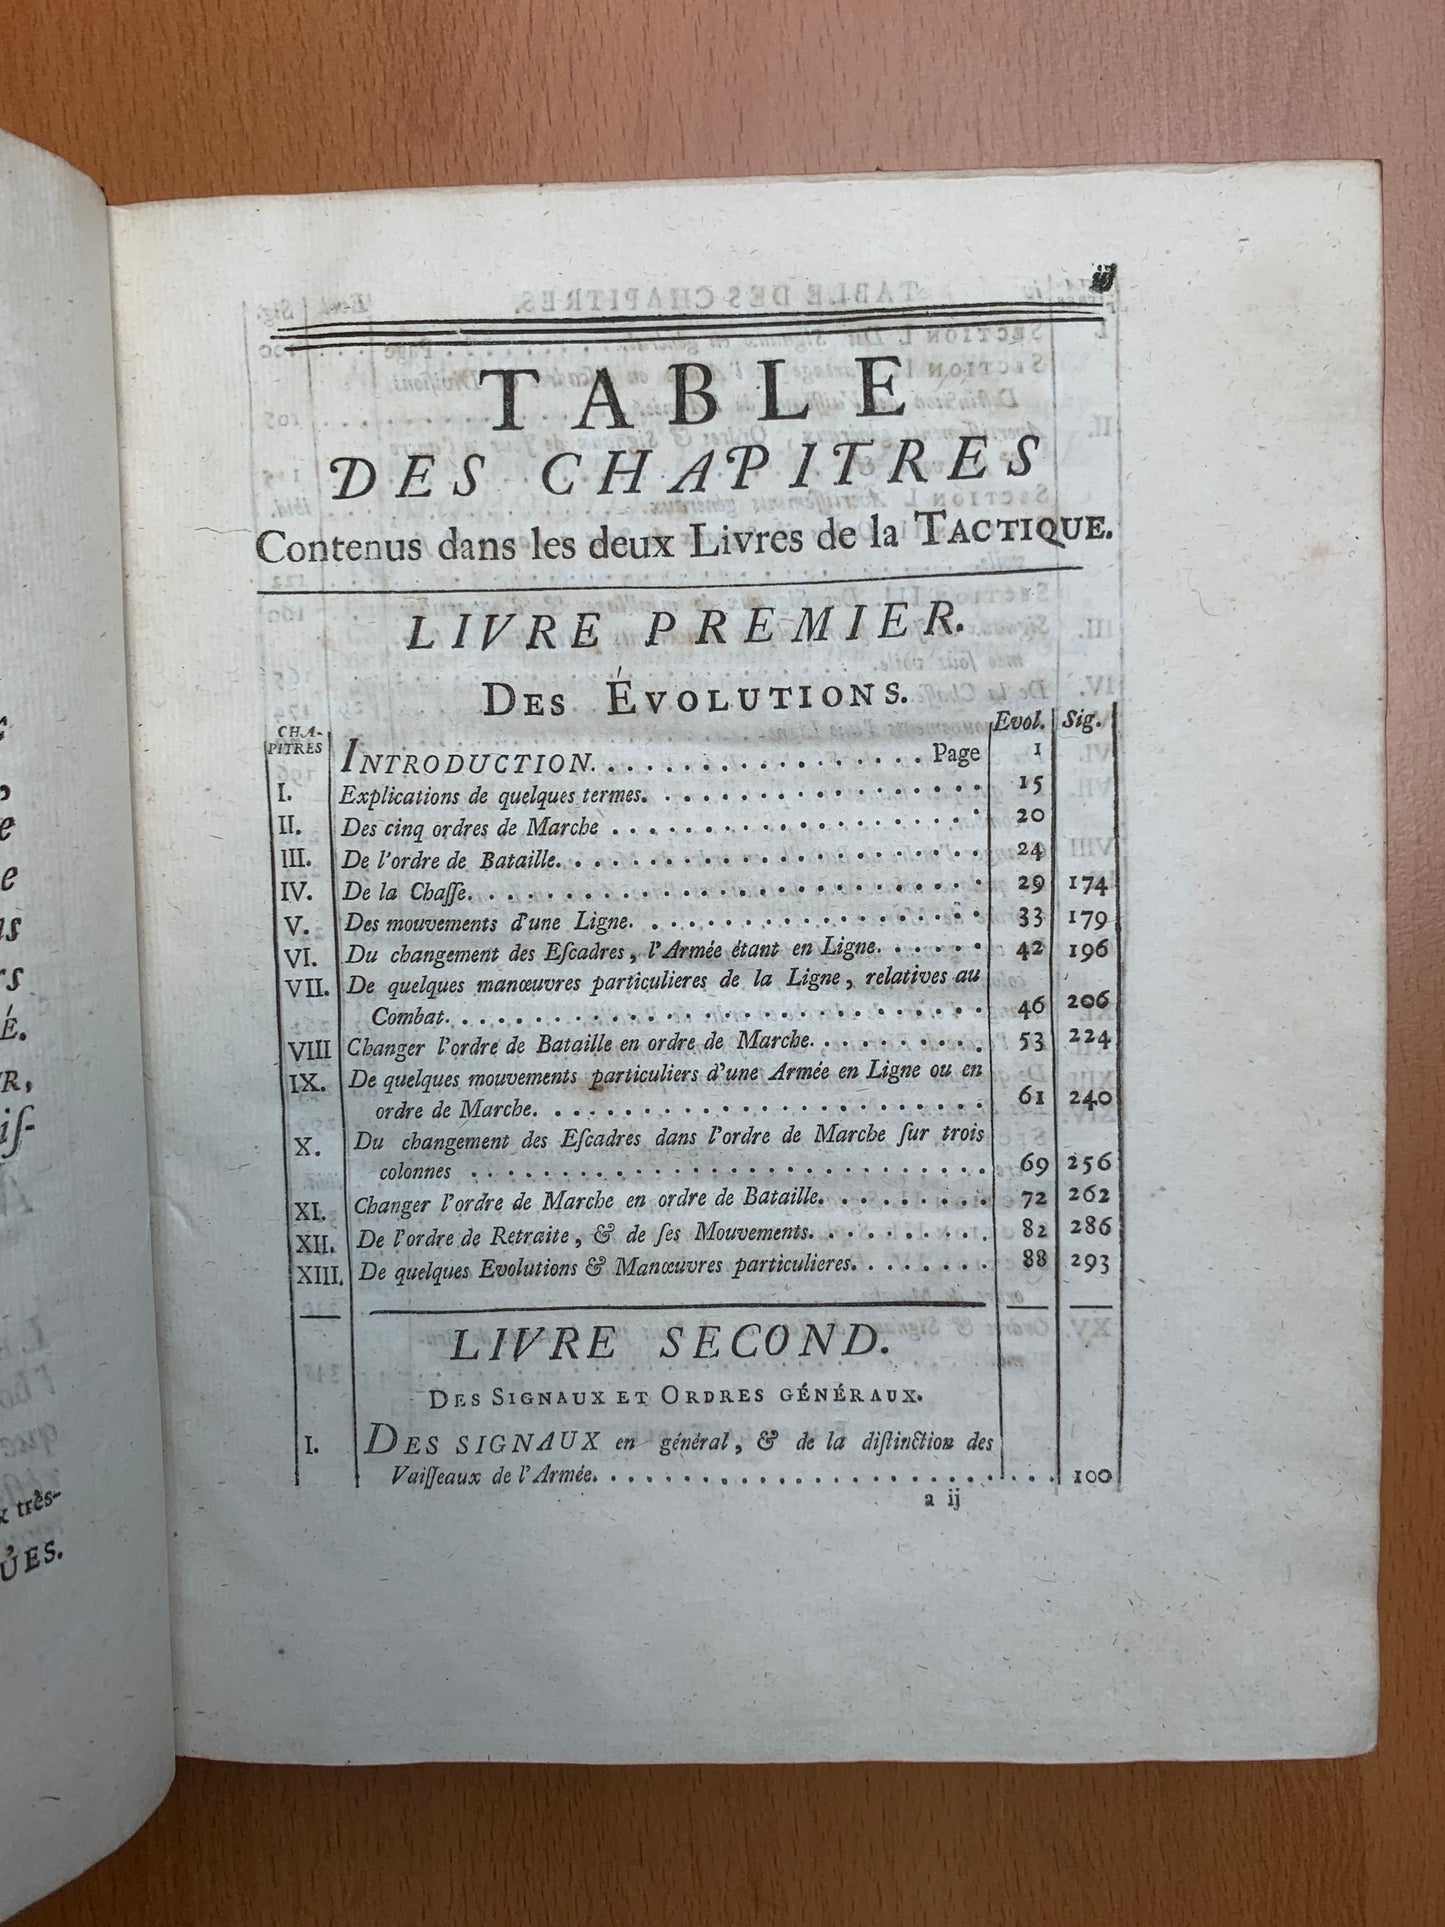 TABLE
DES CHAPITRES
Contenus dans les deux Livres de la TACTIQUE.
LIVRE PREMIER.
DES ÉVOLUTIONS.
CHA-
PITRES
Evol. Sig.
INTRODUCTION. . . . . . . . . . . . . . . . . Page 1
I. Explications de quelques termes. . . . . . . . . . . . . . . . . 15
II. Des cinq ordres de Marche . . . . . . . . . . . . . . . . . . . 20
III. De l'ordre de Bataille. . . . . . . . . . . . . . . . . . . . . . 24
IV. De la Chaſſe. . . . . . . . . . . . . . . . . . . . . . . . . . 29 174
V. Des mouvements d'une Ligne. . . . . . . . . . . . . . . . . . 33 179
VI. Du changement des Eſcadres, l'Armée étant en Ligne. . . . . . 42 196
VII. De quelques manœuvres particulieres de la Ligne, relatives au
Combat. . . . . . . . . . . . . . . . . . . . . . . . . . . 46 206
VIII Changer l'ordre de Bataille en ordre de Marche. . . . . . . . . 53 224
IX. De quelques mouvements particuliers d'une Armée en Ligne ou en
ordre de Marche. . . . . . . . . . . . . . . . . . . . . . . 61 240
X. Du changement des Eſcadres dans l'ordre de Marche ſur trois
colonnes . . . . . . . . . . . . . . . . . . . . . . . . . . 69 256
XI. Changer l'ordre de Marche en ordre de Bataille. . . . . . . . . 72 262
XII. De l'ordre de Retraite, & de ſes Mouvements. . . . . . . . . . 82 286
XIII. De quelques Evolutions & Manœuvres particulieres. . . . . . . 88 293
LIVRE SECOND.
DES SIGNAUX ET ORDRES GÉNÉRAUX.
I. DES SIGNAUX en général, & de la diſtinction des
Vaiſſeaux de l'Armée. . . . . . . . . . . . . . . . . . . . . . . 100
a ij